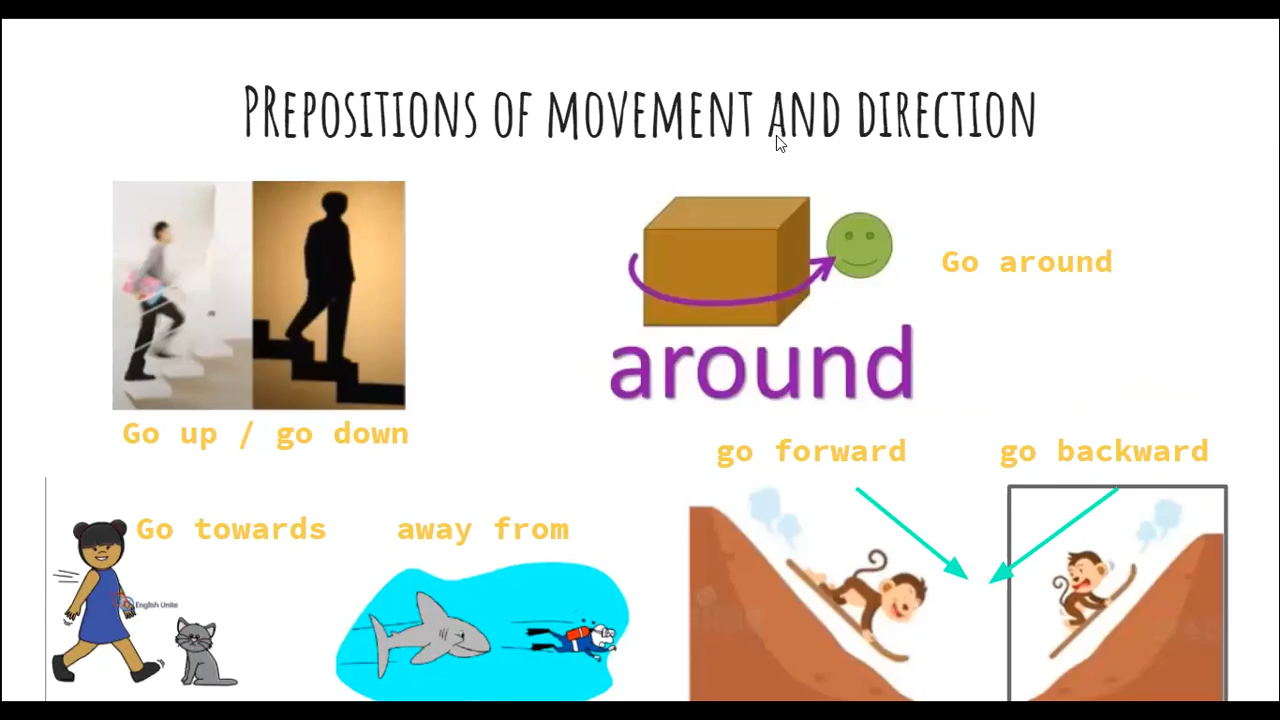 PRepositions of movement and direction
Go around
around
Go up / go down
go forward
go backward
Go towards
away from
English Unite